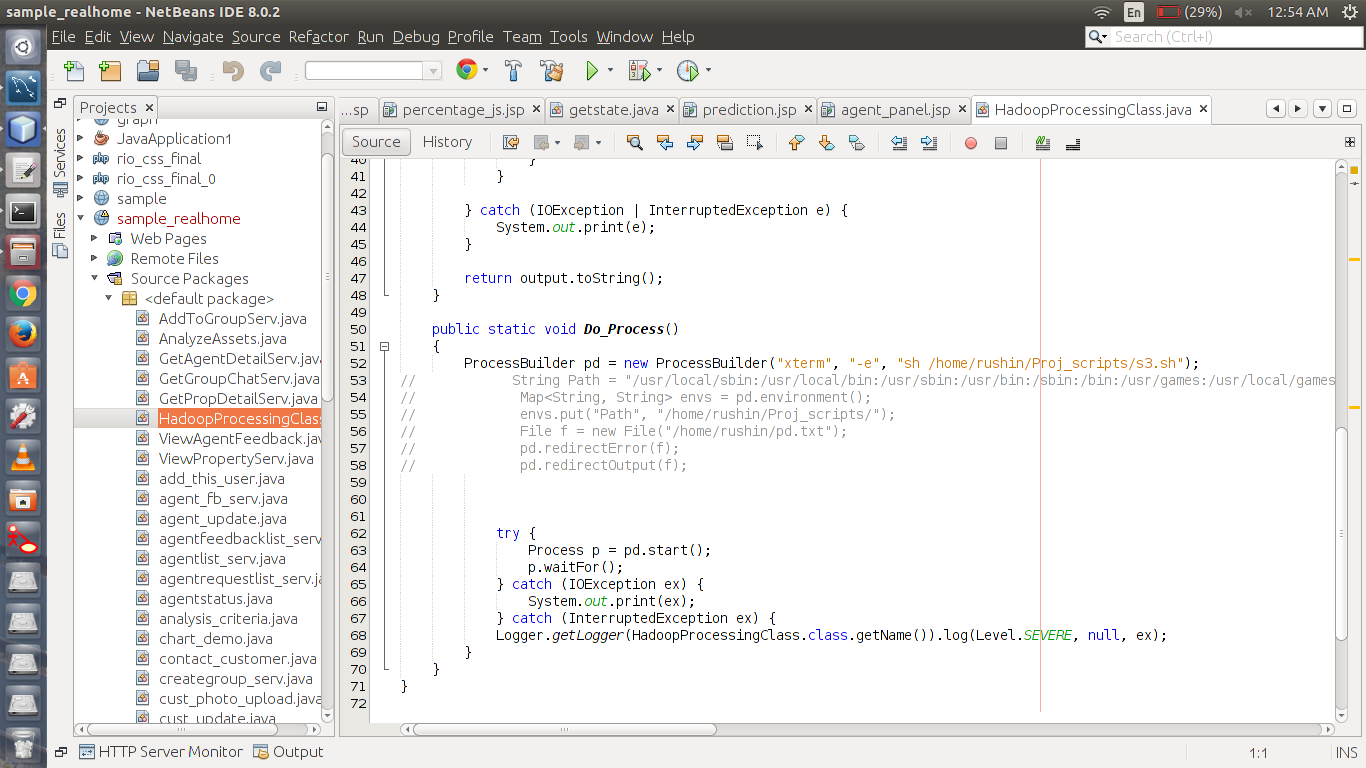 sample_realhome - NetBeans IDE 8.0.2
En (29%) 12:54 AM
File Edit View Navigate Source Refactor Run Debug Profile Team Tools Window Help
Search (Ctrl+I)
Projects
...sp percentage_js.jsp getstate.java prediction.jsp agent_panel.jsp HadoopProcessingClass.java
Source History
Services
Files
graph
JavaApplication1
rio_css_final
rio_css_final_0
sample
sample_realhome
Web Pages
Remote Files
Source Packages
<default package>
AddToGroupServ.java
AnalyzeAssets.java
GetAgentDetailServ.java
GetGroupChatServ.java
GetPropDetailServ.java
HadoopProcessingClass
ViewAgentFeedback.jav
ViewPropertyServ.java
add_this_user.java
agent_fb_serv.java
agent_update.java
agentfeedbacklist_serv
agentlist_serv.java
agentrequestlist_serv.ja
agentstatus.java
analysis_criteria.java
chart_demo.java
contact_customer.java
creategroup_serv.java
cust_photo_upload.java
cust_update.java
40 }
41 }
42
43 } catch (IOException | InterruptedException e) {
44 System.out.print(e);
45 }
46
47 return output.toString();
48 }
49
50 public static void Do_Process()
51 {
52 ProcessBuilder pd = new ProcessBuilder("xterm", "-e", "sh /home/rushin/Proj_scripts/s3.sh");
53 // String Path = "/usr/local/sbin:/usr/local/bin:/usr/sbin:/usr/bin:/sbin:/bin:/usr/games:/usr/local/games
54 // Map<String, String> envs = pd.environment();
55 // envs.put("Path", "/home/rushin/Proj_scripts/");
56 // File f = new File("/home/rushin/pd.txt");
57 // pd.redirectError(f);
58 // pd.redirectOutput(f);
59
60
61
62 try {
63 Process p = pd.start();
64 p.waitFor();
65 } catch (IOException ex) {
66 System.out.print(ex);
67 } catch (InterruptedException ex) {
68 Logger.getLogger(HadoopProcessingClass.class.getName()).log(Level.SEVERE, null, ex);
69 }
70 }
71 }
72
HTTP Server Monitor Output
1:1 INS